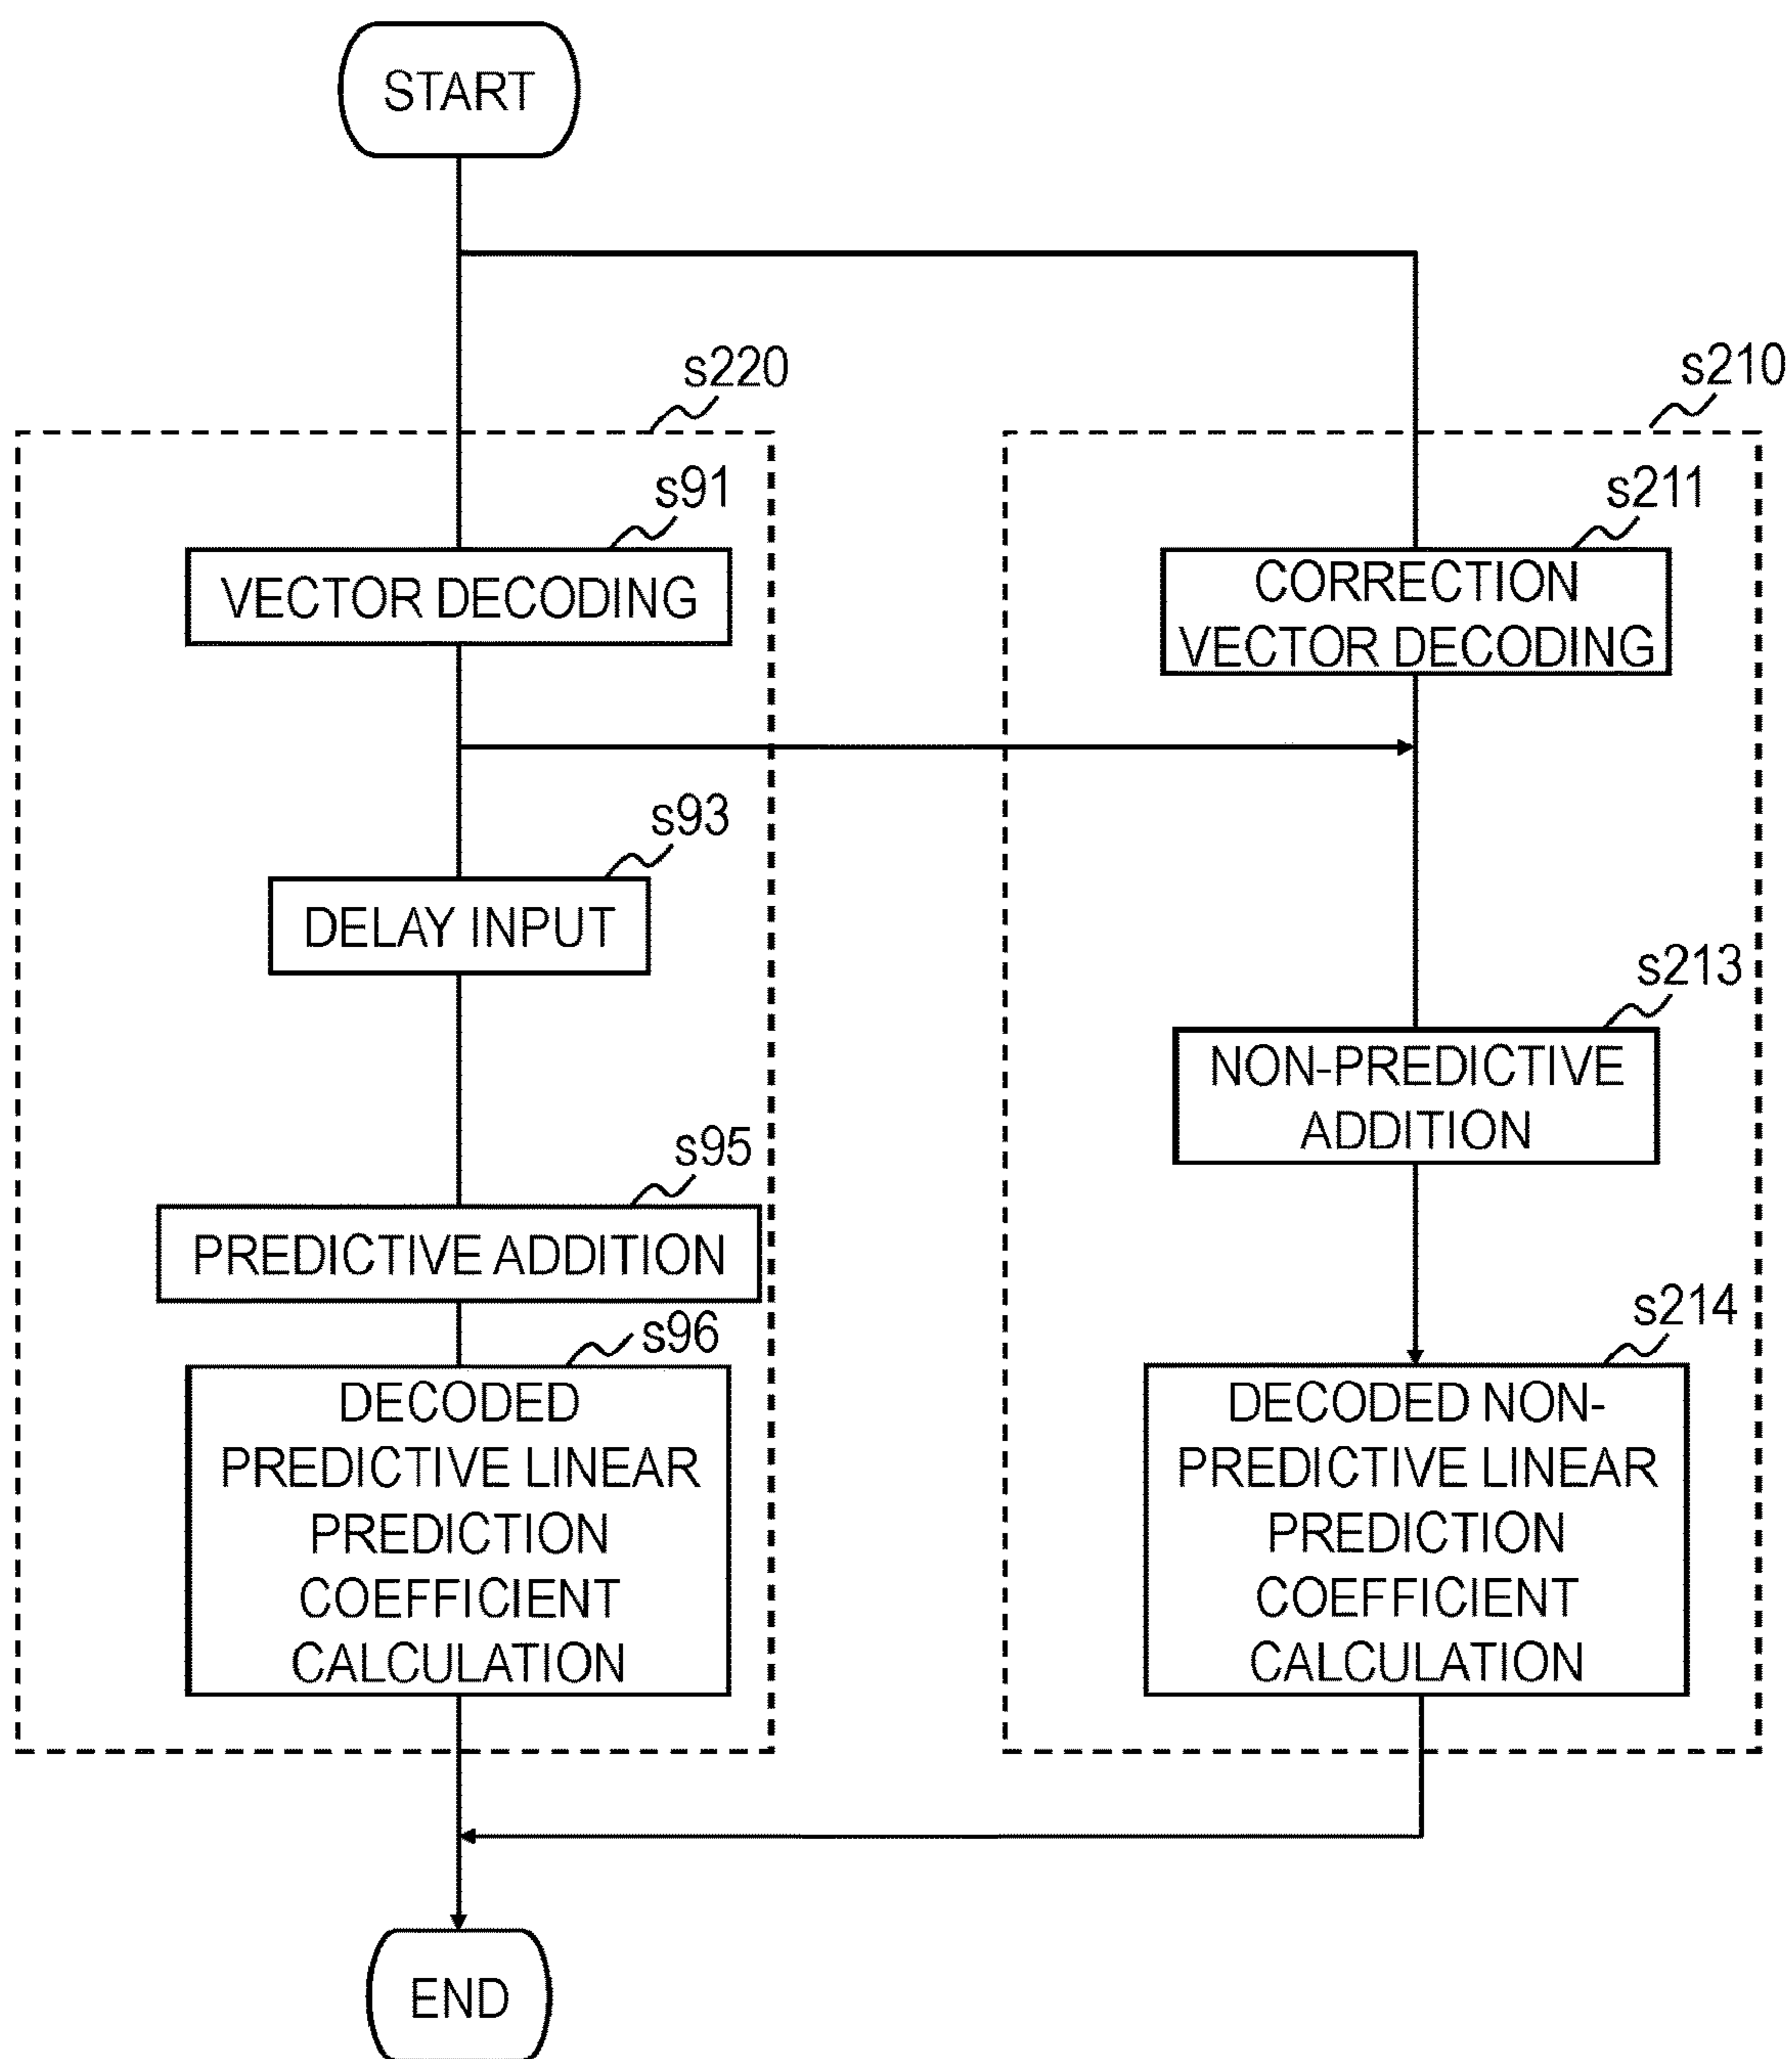 START
s220
s210
s91
VECTOR DECODING
s211
CORRECTION
VECTOR DECODING
s93
DELAY INPUT
s213
NON-PREDICTIVE
ADDITION
s95
PREDICTIVE ADDITION
s96
DECODED
PREDICTIVE LINEAR
PREDICTION
COEFFICIENT
CALCULATION
s214
DECODED NON-
PREDICTIVE LINEAR
PREDICTION
COEFFICIENT
CALCULATION
END